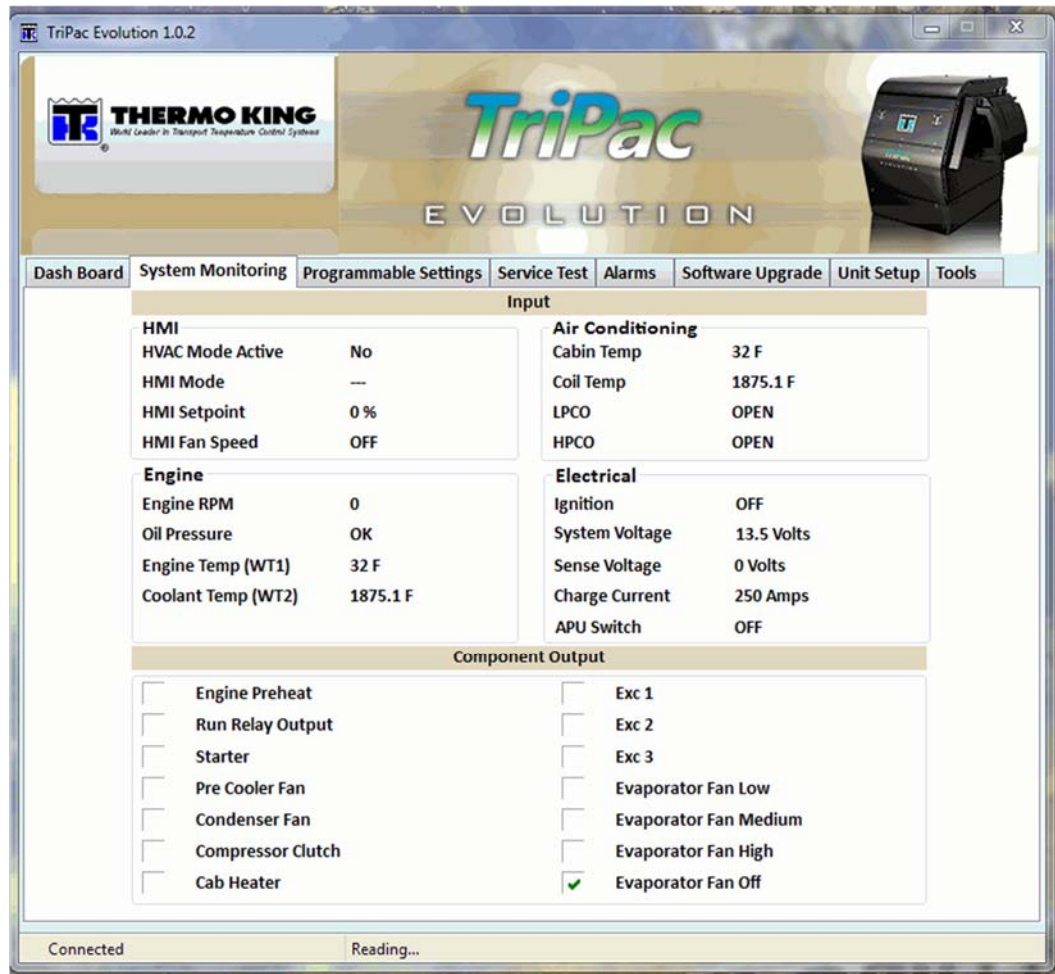 TriPac Evolution 1.0.2
THERMO KING
World Leader in Transport Temperature Control Systems
TriPac
EVOLUTION
Dash Board System Monitoring Programmable Settings Service Test Alarms Software Upgrade Unit Setup Tools
Input
HMI
HVAC Mode Active No
HMI Mode ---
HMI Setpoint 0 %
HMI Fan Speed OFF
Air Conditioning
Cabin Temp 32 F
Coil Temp 1875.1 F
LPCO OPEN
HPCO OPEN
Engine
Engine RPM 0
Oil Pressure OK
Engine Temp (WT1) 32 F
Coolant Temp (WT2) 1875.1 F
Electrical
Ignition OFF
System Voltage 13.5 Volts
Sense Voltage 0 Volts
Charge Current 250 Amps
APU Switch OFF
Component Output
Engine Preheat
Run Relay Output
Starter
Pre Cooler Fan
Condenser Fan
Compressor Clutch
Cab Heater
Exc 1
Exc 2
Exc 3
Evaporator Fan Low
Evaporator Fan Medium
Evaporator Fan High
Evaporator Fan Off
Connected Reading...